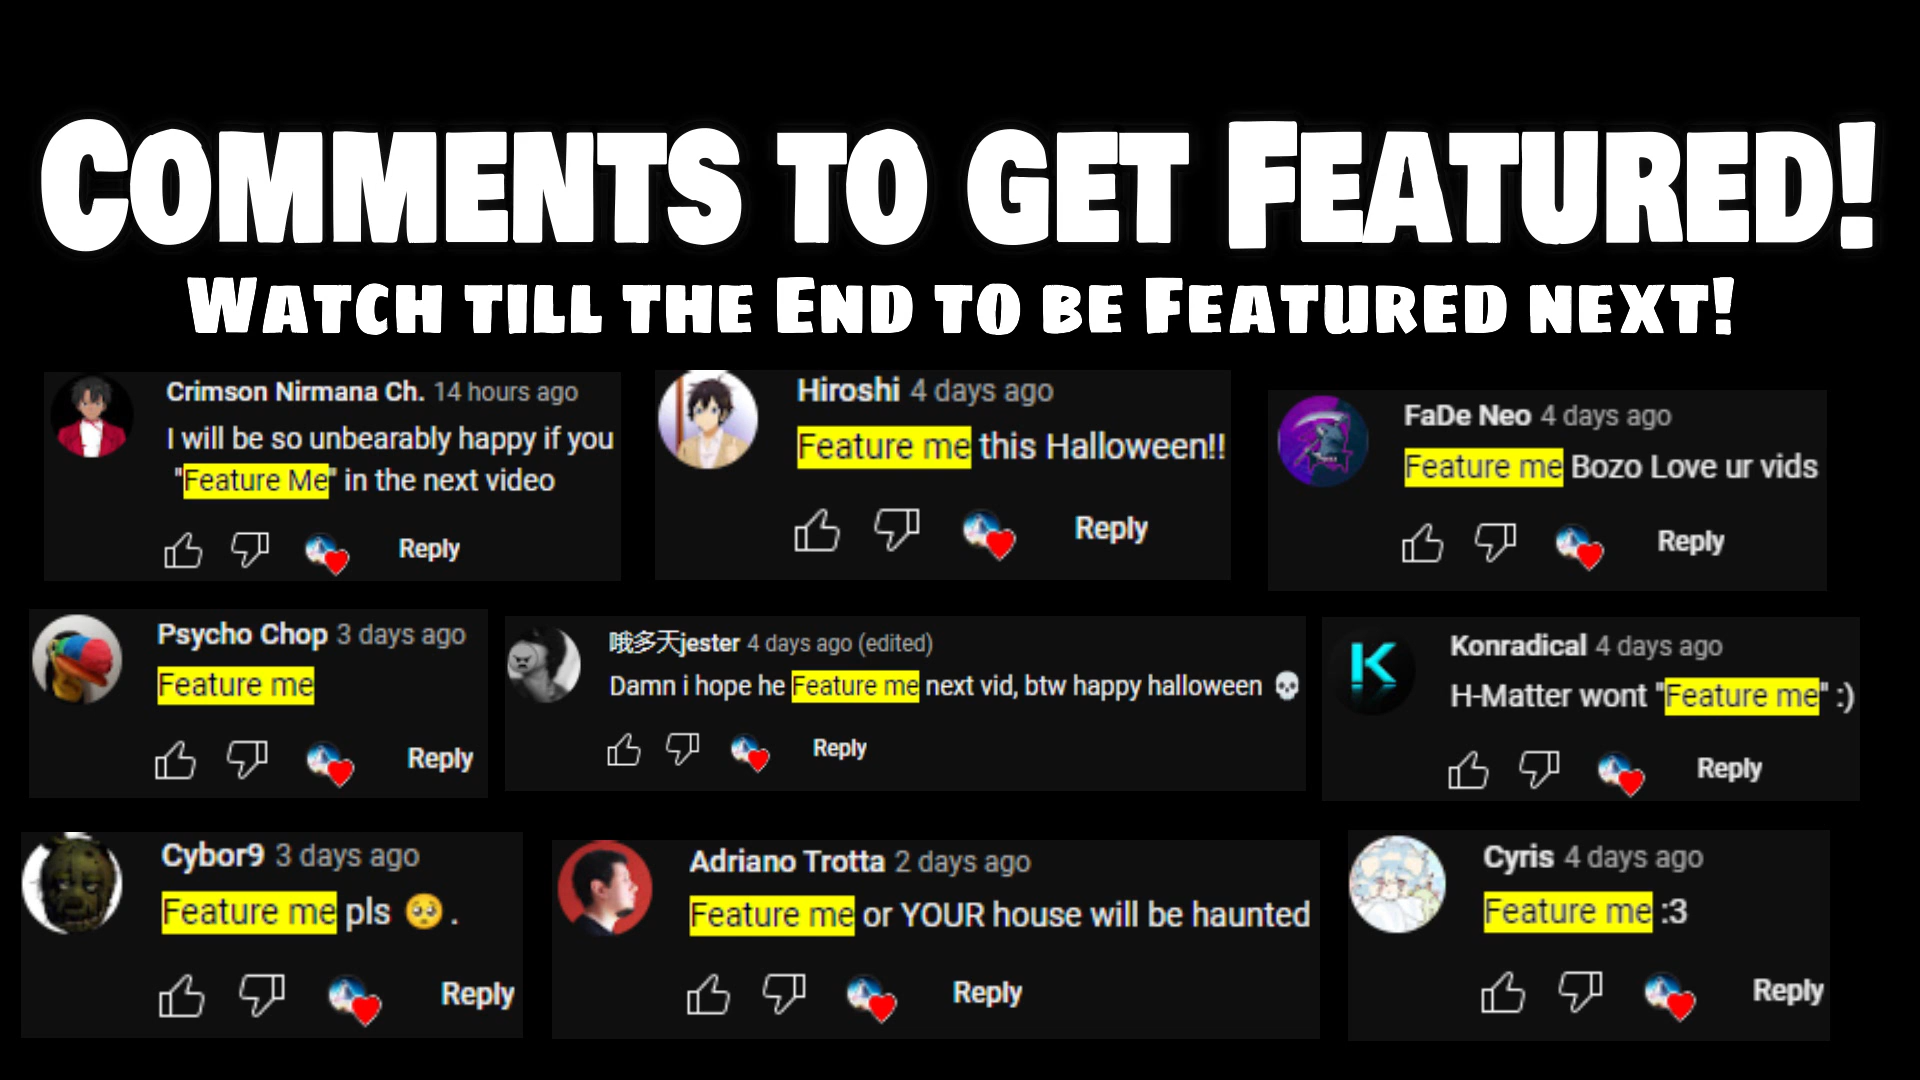 COMMENTS TO GET FEATURED!
WATCH TILL THE END TO BE FEATURED NEXT!
Crimson Nirmana Ch. 14 hours ago
I will be so unbearably happy if you
"Feature Me" in the next video
Reply
Hiroshi 4 days ago
Feature me this Halloween!!
Reply
FaDe Neo 4 days ago
Feature me Bozo Love ur vids
Reply
Psycho Chop 3 days ago
Feature me
Reply
哦多天jester 4 days ago (edited)
Damn i hope he Feature me next vid, btw happy halloween 💀
Reply
K
Konradical 4 days ago
H-Matter wont "Feature me" :)
Reply
Cybor9 3 days ago
Feature me pls 🥺 .
Reply
Adriano Trotta 2 days ago
Feature me or YOUR house will be haunted
Reply
Cyris 4 days ago
Feature me :3
Reply